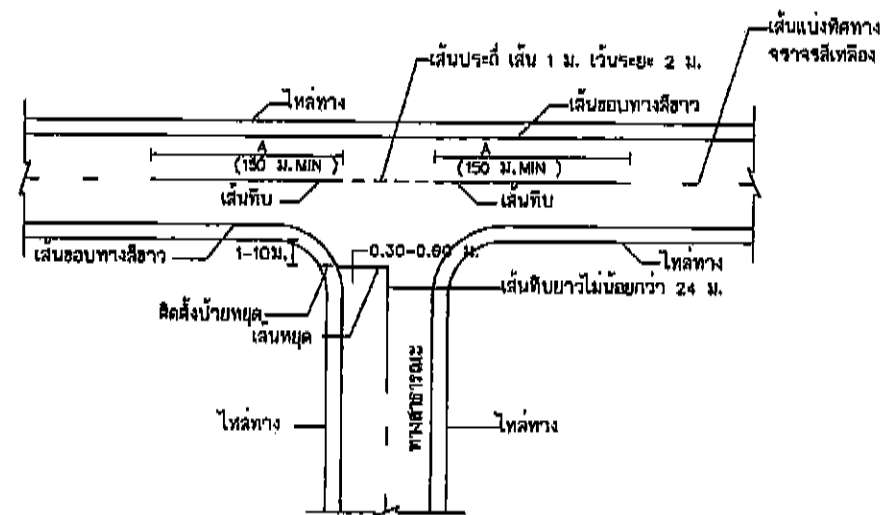 เส้นแบ่งทิศทาง
จราจรสีเหลือง
เส้นประถี่ เส้น 1 ม. เว้นระยะ 2 ม.
ไหล่ทาง
เส้นขอบทางสีขาว
A
(150 ม.MIN )
A
(150 ม.MIN )
เส้นทึบ
เส้นทึบ
เส้นขอบทางสีขาว
1-10ม.
0.30-0.60 ม.
ไหล่ทาง
เส้นทึบยาวไม่น้อยกว่า 24 ม.
ติดตั้งป้ายหยุด
เส้นหยุด
ทางสาธารณะ
ไหล่ทาง
ไหล่ทาง